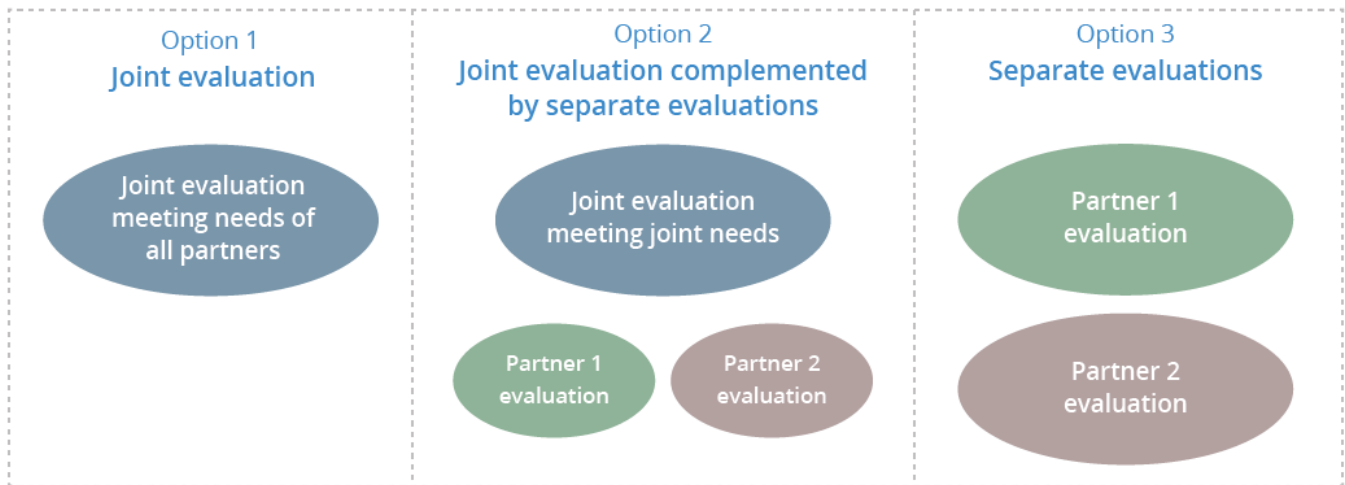 Option 1
Joint evaluation
Joint evaluation
meeting needs of
all partners
Option 2
Joint evaluation complemented
by separate evaluations
Joint evaluation
meeting joint needs
Partner 1
evaluation
Partner 2
evaluation
Option 3
Separate evaluations
Partner 1
evaluation
Partner 2
evaluation